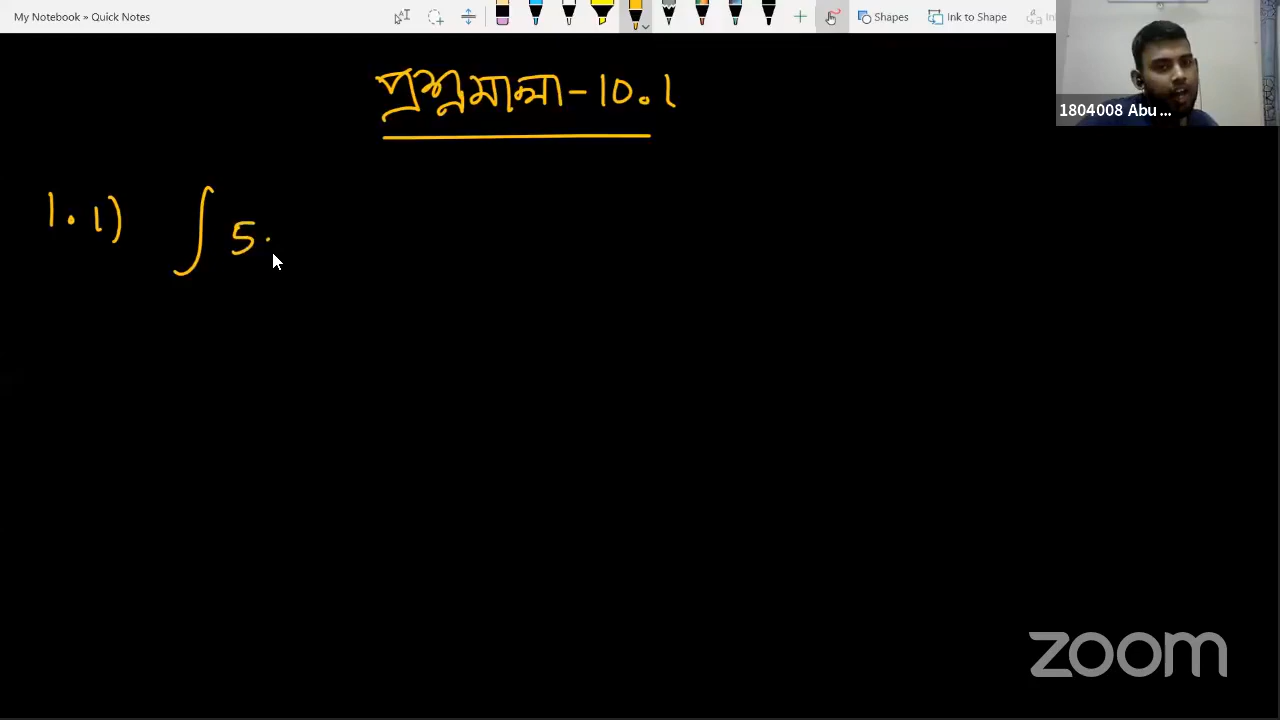 My Notebook » Quick Notes
Shapes
Ink to Shape
1804008 Abu ...
প্রশ্নমালা-10.1
1.1) ∫ 5.
zoom